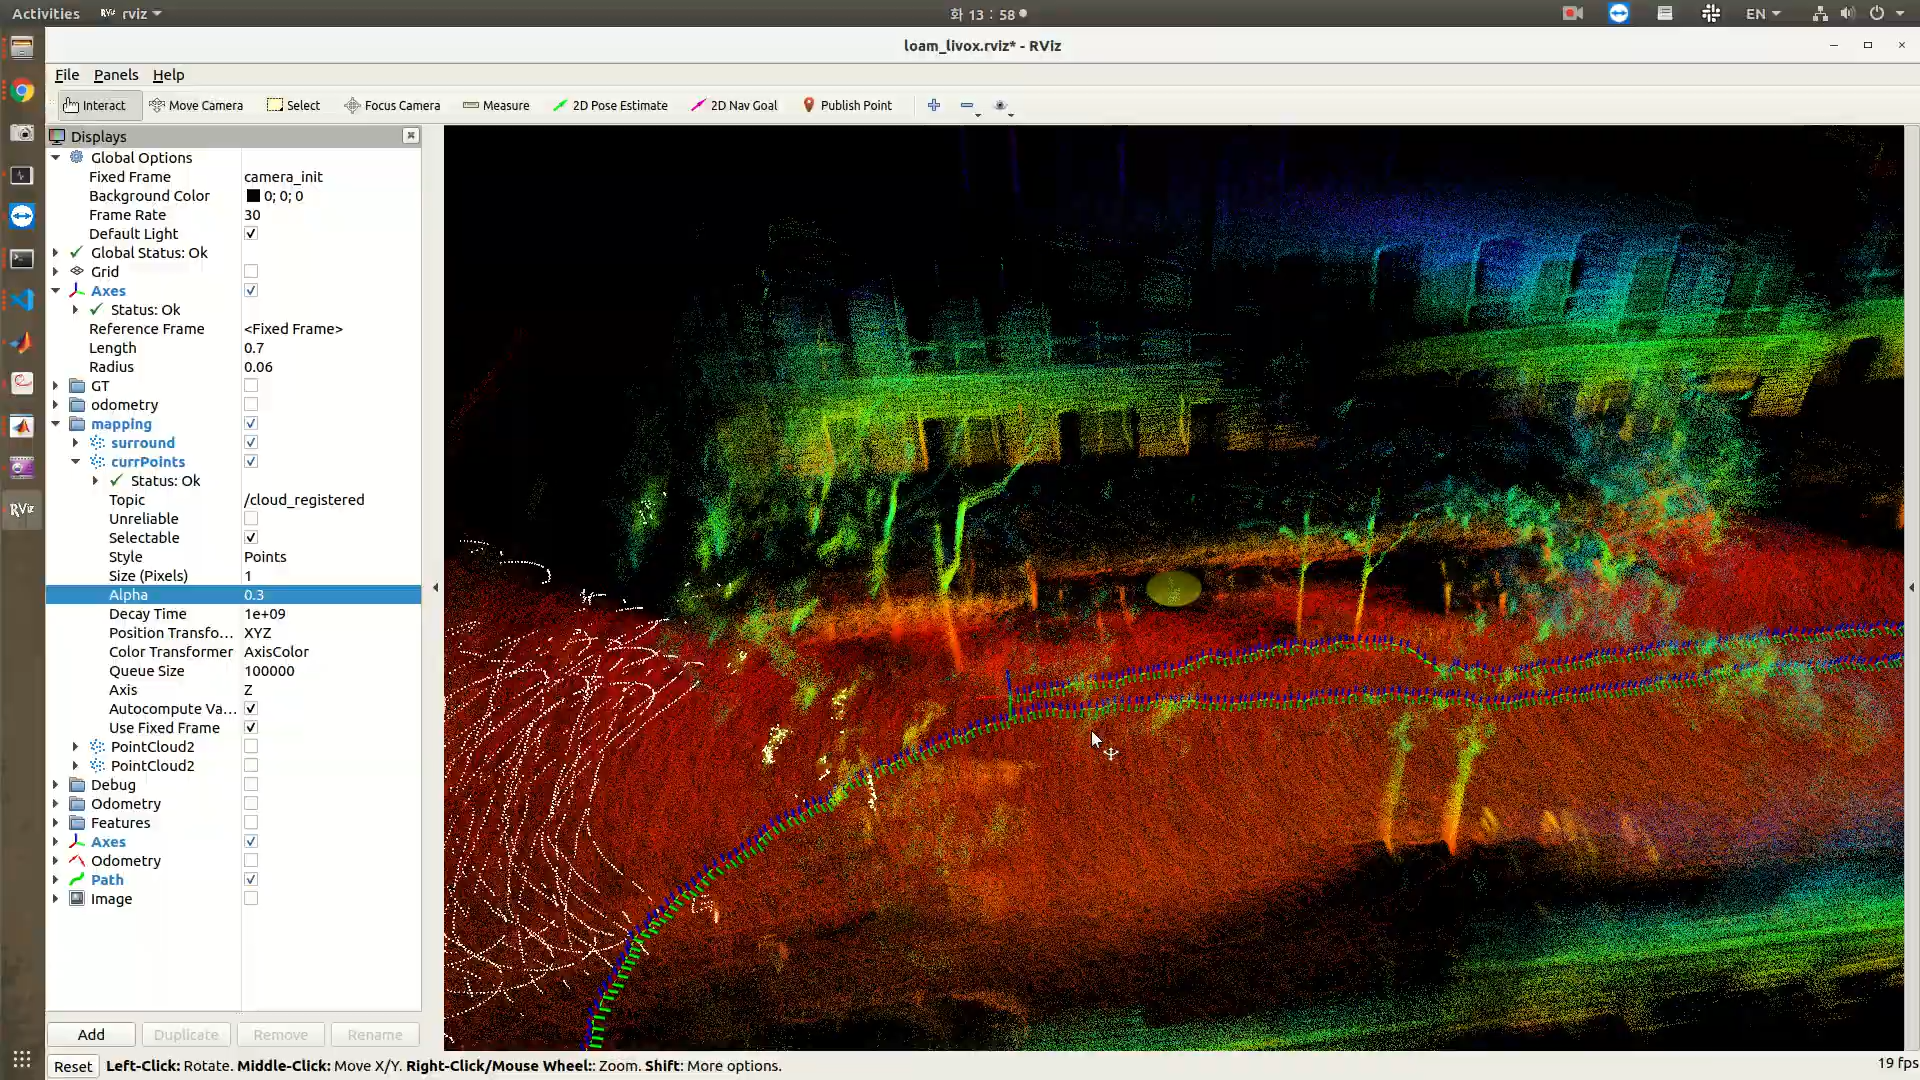 Activities
RViz rviz
화 13 : 58
EN
loam_livox.rviz* - RViz
File Panels Help
Interact Move Camera Select Focus Camera Measure 2D Pose Estimate 2D Nav Goal Publish Point
Displays
Global Options
Fixed Frame camera_init
Background Color 0; 0; 0
Frame Rate 30
Default Light
Global Status: Ok
Grid
Axes
Status: Ok
Reference Frame <Fixed Frame>
Length 0.7
Radius 0.06
GT
odometry
mapping
surround
currPoints
Status: Ok
Topic /cloud_registered
Unreliable
Selectable
Style Points
Size (Pixels) 1
Alpha 0.3
Decay Time 1e+09
Position Transfo... XYZ
Color Transformer AxisColor
Queue Size 100000
Axis Z
Autocompute Va...
Use Fixed Frame
PointCloud2
PointCloud2
Debug
Odometry
Features
Axes
Odometry
Path
Image
RViz
Add Duplicate Remove Rename
Reset Left-Click: Rotate. Middle-Click: Move X/Y. Right-Click/Mouse Wheel:: Zoom. Shift: More options.
19 fps